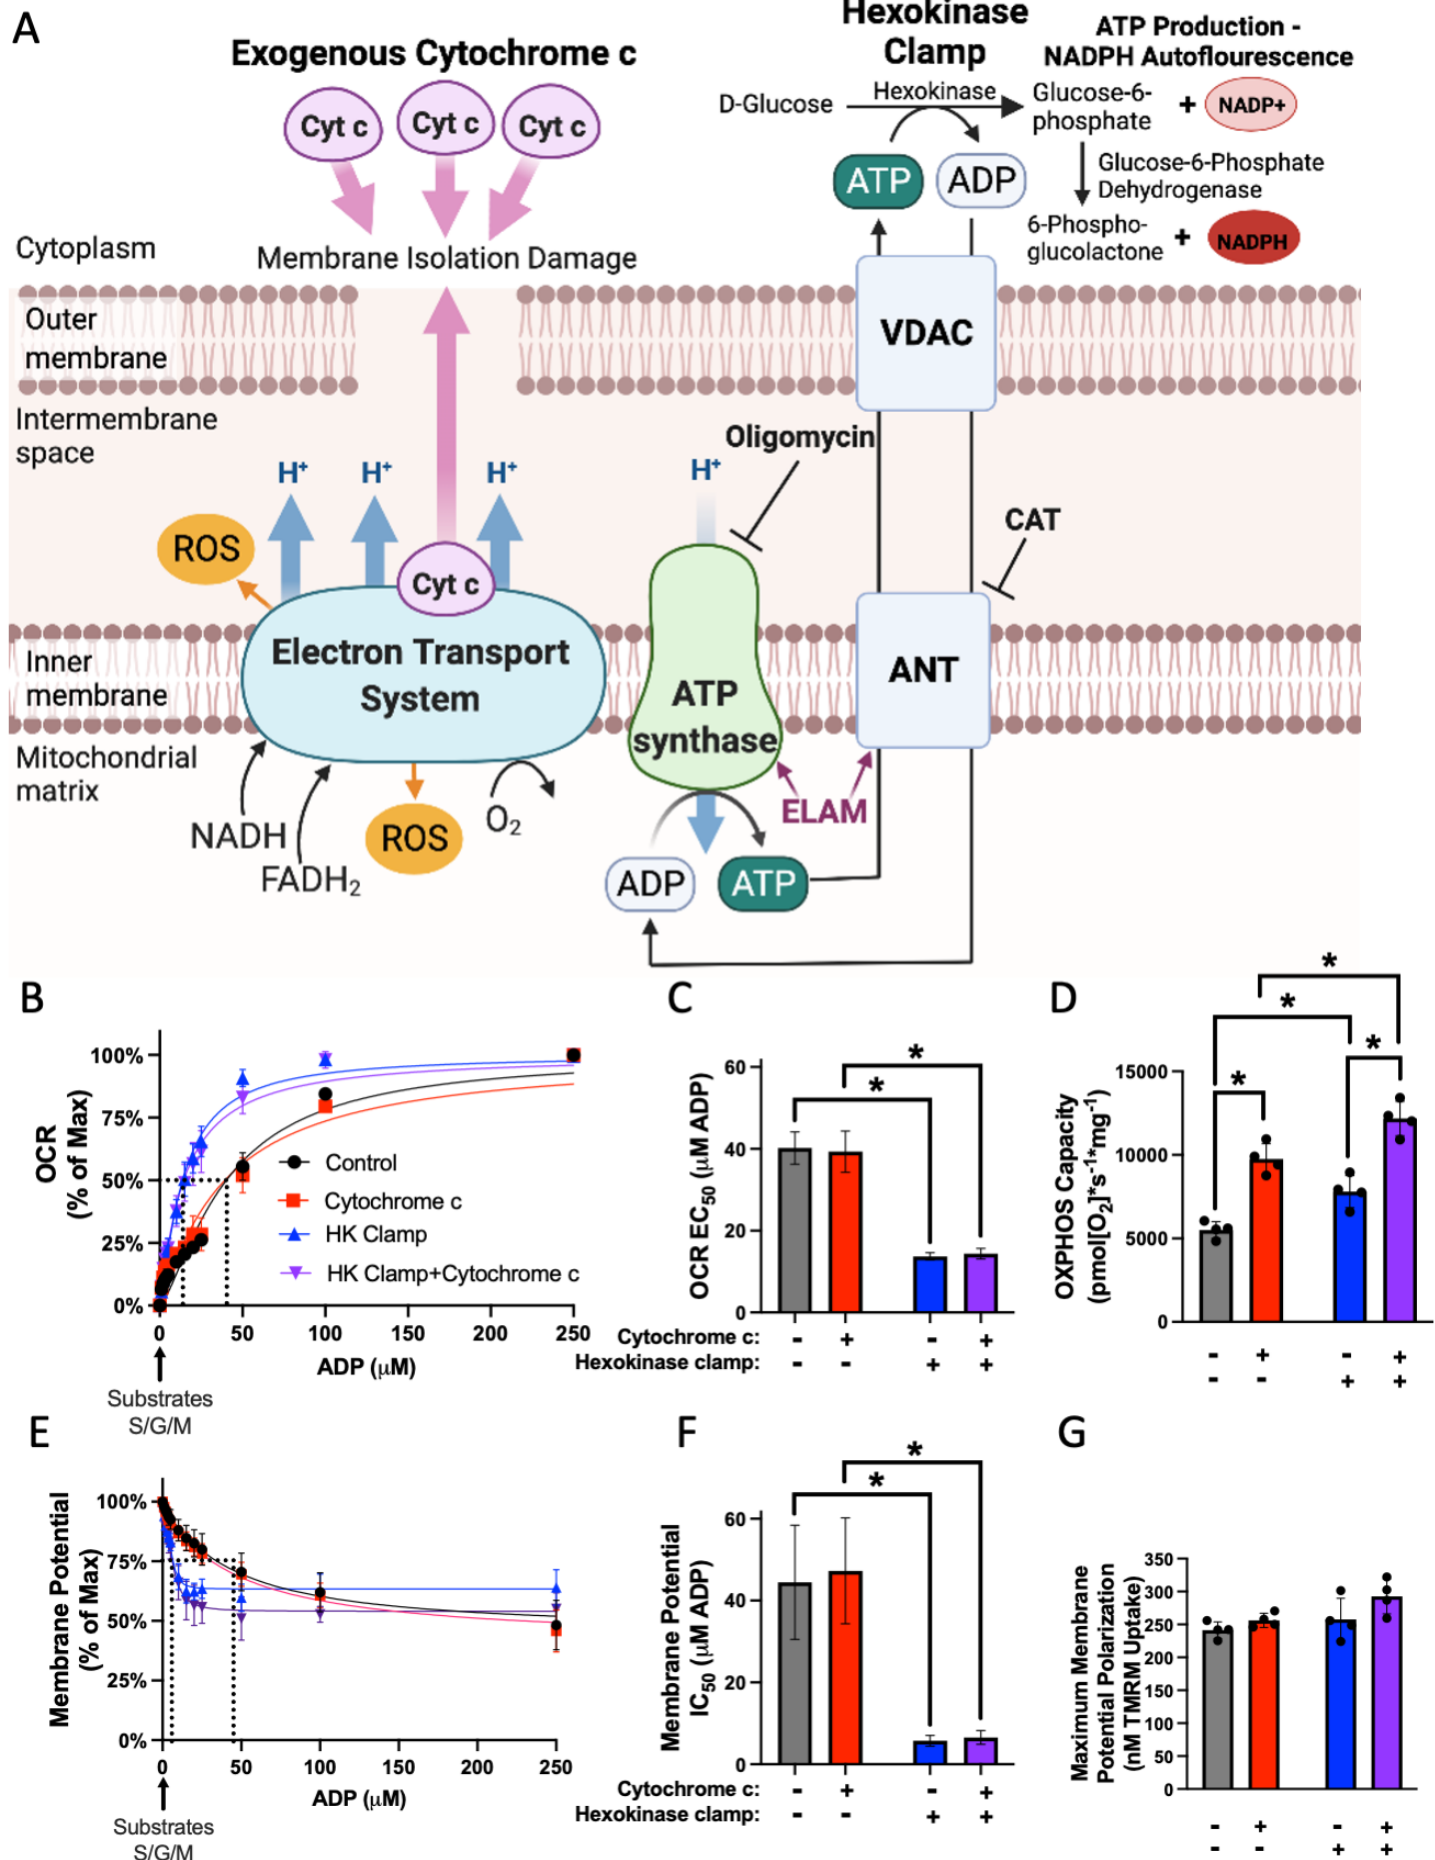 A
Exogenous Cytochrome c
Cyt c
Cyt c
Cyt c
Membrane Isolation Damage
Hexokinase
Clamp
ATP Production -
NADPH Autoflourescence
D-Glucose
Hexokinase
Glucose-6-
phosphate
+
NADP+
ATP
ADP
Glucose-6-Phosphate
Dehydrogenase
6-Phospho-
glucolactone
+
NADPH
Cytoplasm
Outer
membrane
VDAC
Intermembrane
space
Oligomycin
H+
H+
H+
H+
CAT
ROS
Cyt c
Electron Transport
System
Inner
membrane
ATP
synthase
ANT
Mitochondrial
matrix
NADH
FADH2
ROS
O2
ELAM
ADP
ATP
B
OCR
(% of Max)
100%
75%
50%
25%
0%
Control
Cytochrome c
HK Clamp
HK Clamp+Cytochrome c
0 50 100 150 200 250
ADP (μM)
Substrates
S/G/M
C
OCR EC50 (μM ADP)
60
40
20
0
* *
Cytochrome c: - + - +
Hexokinase clamp: - - + +
D
OXPHOS Capacity
(pmol[O2]*s-1*mg-1)
15000
10000
5000
0
* * * *
- + - +
- - + +
E
Membrane Potential
(% of Max)
100%
75%
50%
25%
0%
0 50 100 150 200 250
ADP (μM)
Substrates
S/G/M
F
Membrane Potential
IC50 (μM ADP)
60
40
20
0
* *
Cytochrome c: - + - +
Hexokinase clamp: - - + +
G
Maximum Membrane
Potential Polarization
(nM TMRM Uptake)
350
300
250
200
150
100
50
0
- + - +
- - + +